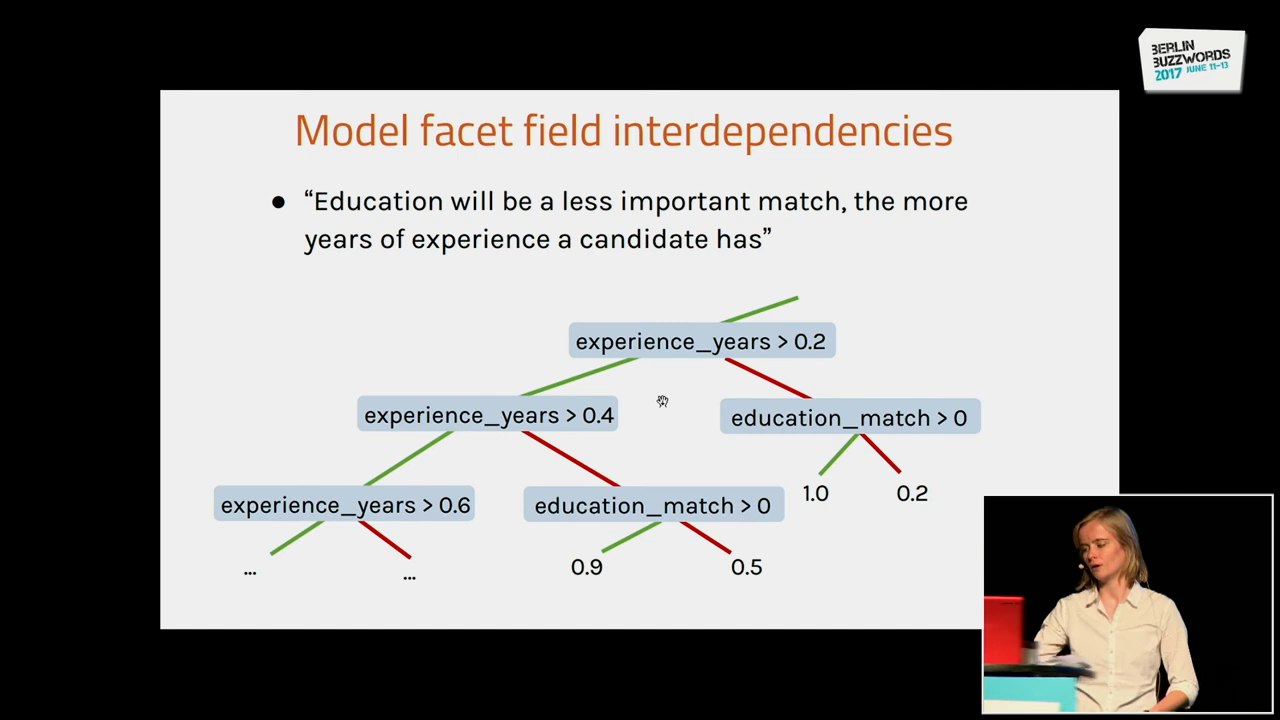 BERLIN
BUZZWORDS
2017 JUNE 11-13
Model facet field interdependencies
● “Education will be a less important match, the more
years of experience a candidate has”
experience_years > 0.2
experience_years > 0.4
education_match > 0
1.0
0.2
experience_years > 0.6
education_match > 0
...
...
0.9
0.5